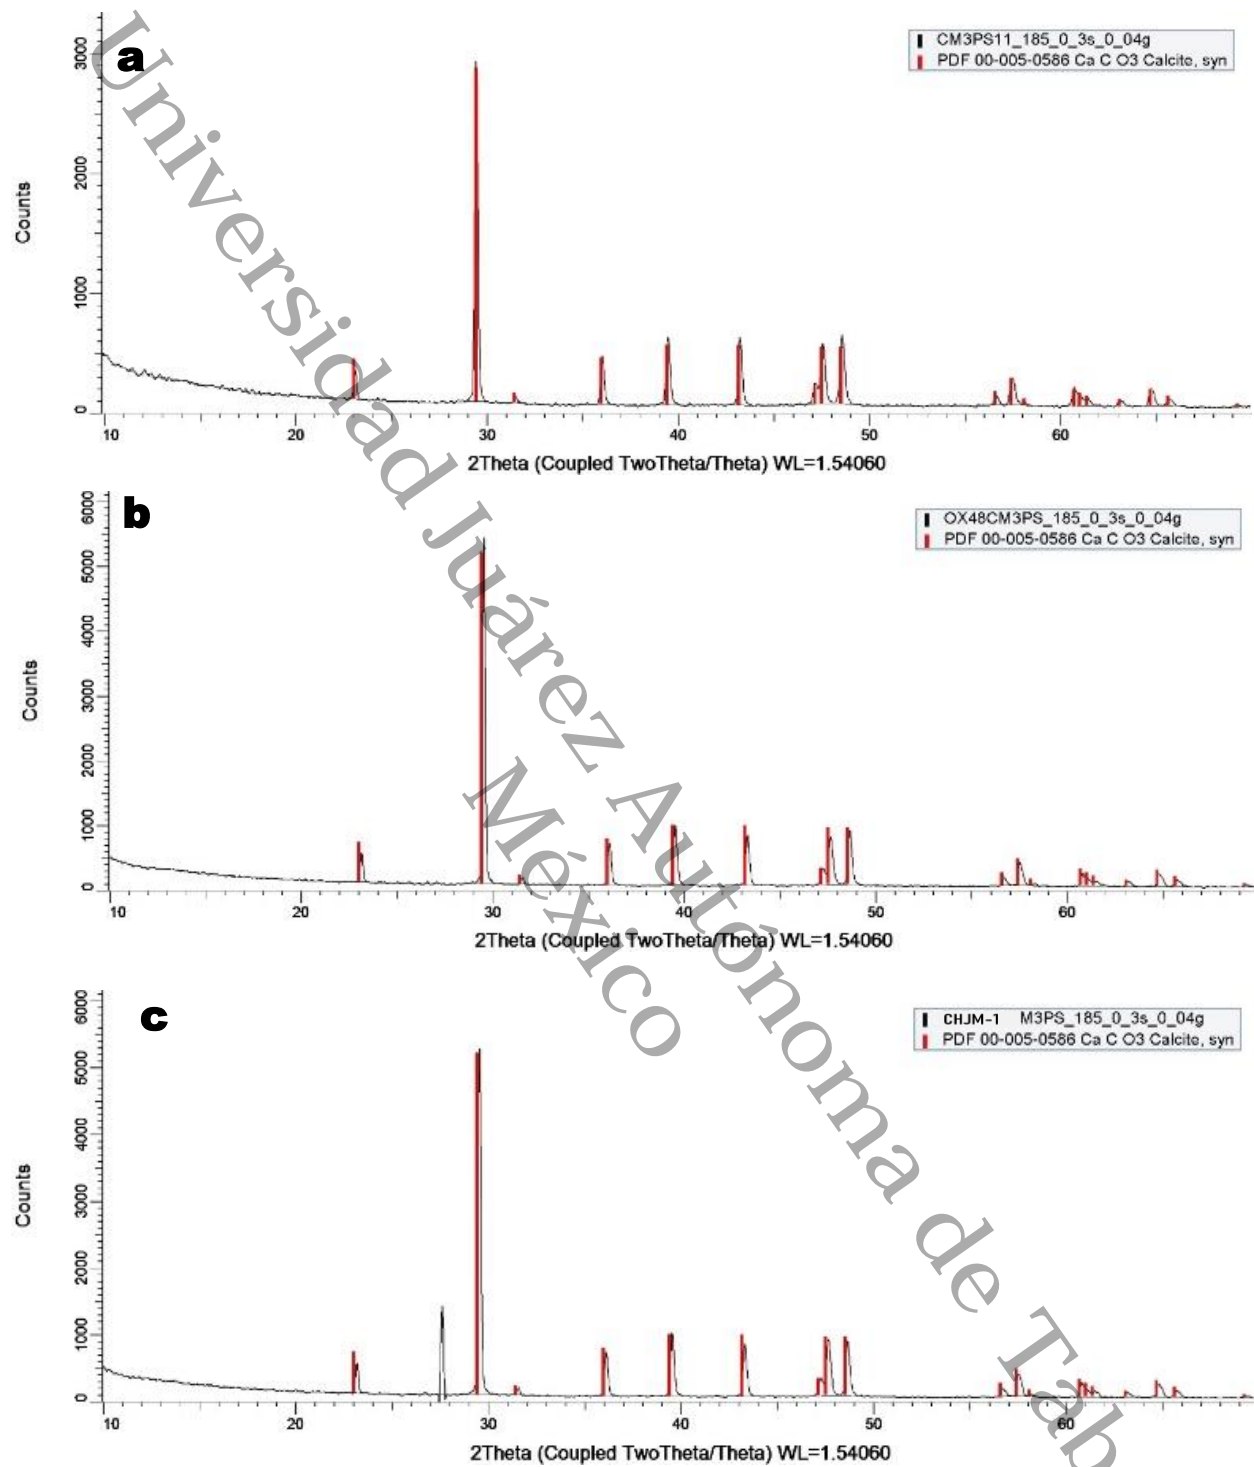 a
CM3PS11_185_0_3s_0_04g
PDF 00-005-0586 Ca C O3 Calcite, syn
Counts
3000
2000
1000
0
10 20 30 40 50 60
2Theta (Coupled TwoTheta/Theta) WL=1.54060
b
OX48CM3PS_185_0_3s_0_04g
PDF 00-005-0586 Ca C O3 Calcite, syn
Counts
6000
5000
4000
3000
2000
1000
0
10 20 30 40 50 60
2Theta (Coupled TwoTheta/Theta) WL=1.54060
c
CHJM-1 M3PS_185_0_3s_0_04g
PDF 00-005-0586 Ca C O3 Calcite, syn
Counts
6000
5000
4000
3000
2000
1000
0
10 20 30 40 50 60
2Theta (Coupled TwoTheta/Theta) WL=1.54060
Universidad Juárez Autónoma de Tab
México